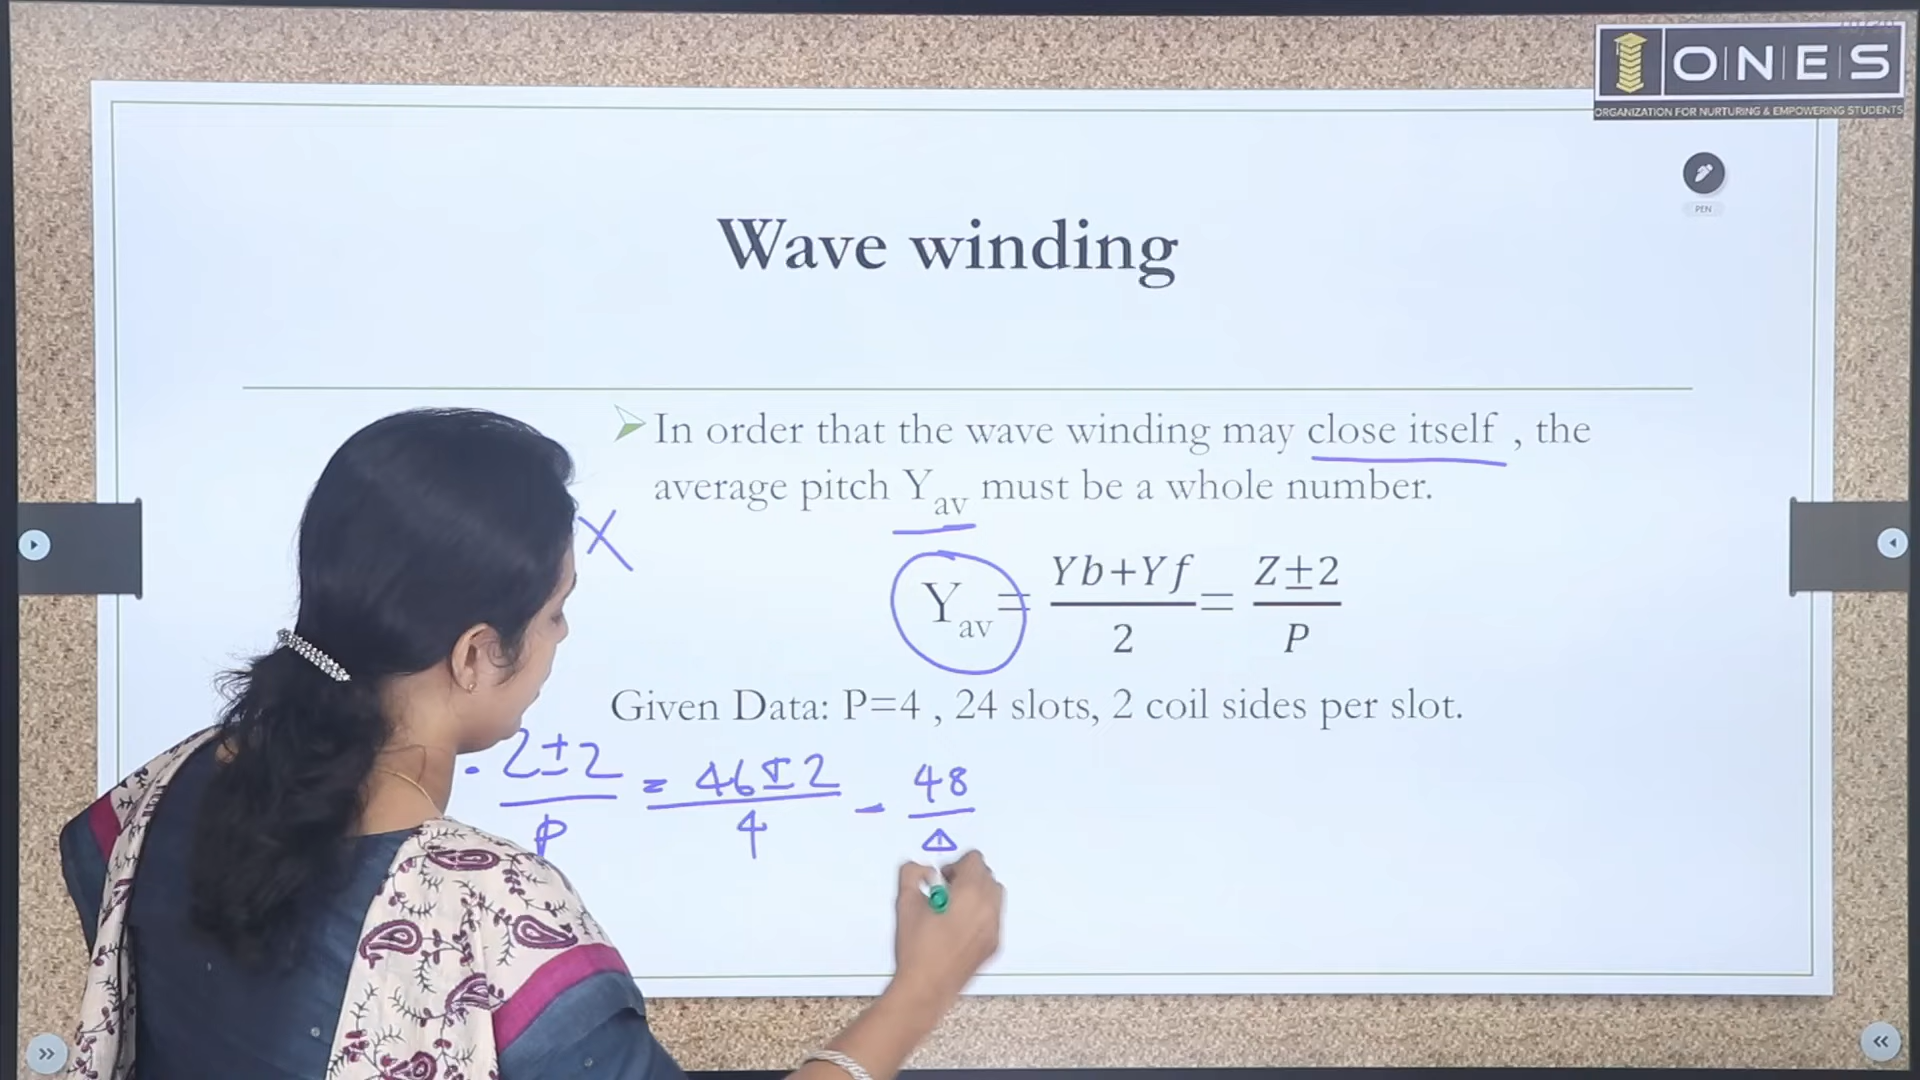 ONES
ORGANIZATION FOR NURTURING & EMPOWERING STUDENTS
PEN
Wave winding
In order that the wave winding may close itself , the
average pitch Yav must be a whole number.
X
Yav= Yb+Yf/2 = Z±2/P
Given Data: P=4 , 24 slots, 2 coil sides per slot.
Z±2/P = 46±2/4 - 48/4